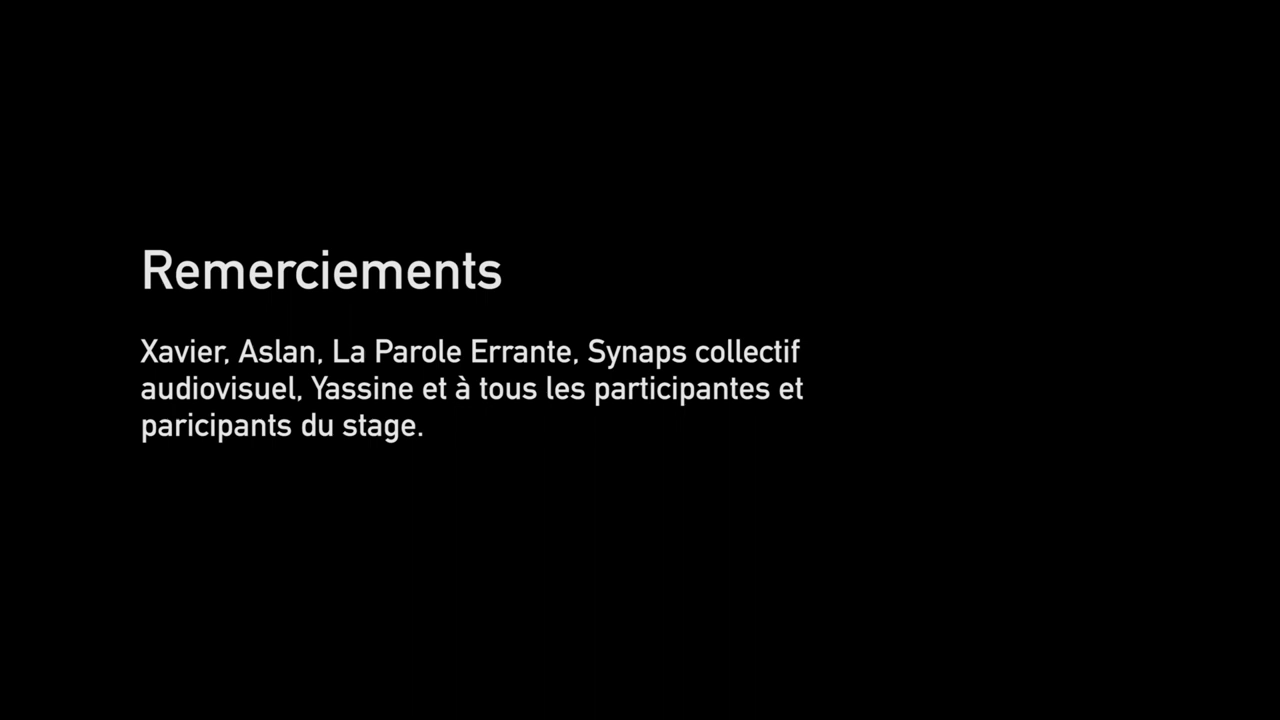 Remerciements
Xavier, Aslan, La Parole Errante, Synaps collectif
audiovisuel, Yassine et à tous les participantes et
paricipants du stage.